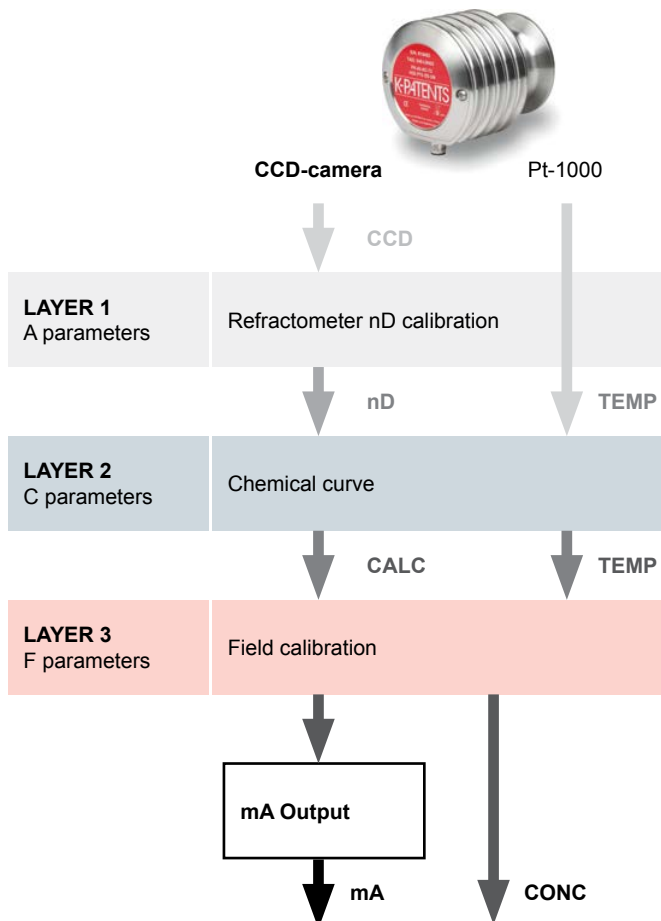 K-PATENTS
CCD-camera
Pt-1000
CCD
LAYER 1
A parameters
Refractometer nD calibration
nD
TEMP
LAYER 2
C parameters
Chemical curve
CALC
TEMP
LAYER 3
F parameters
Field calibration
mA Output
mA
CONC